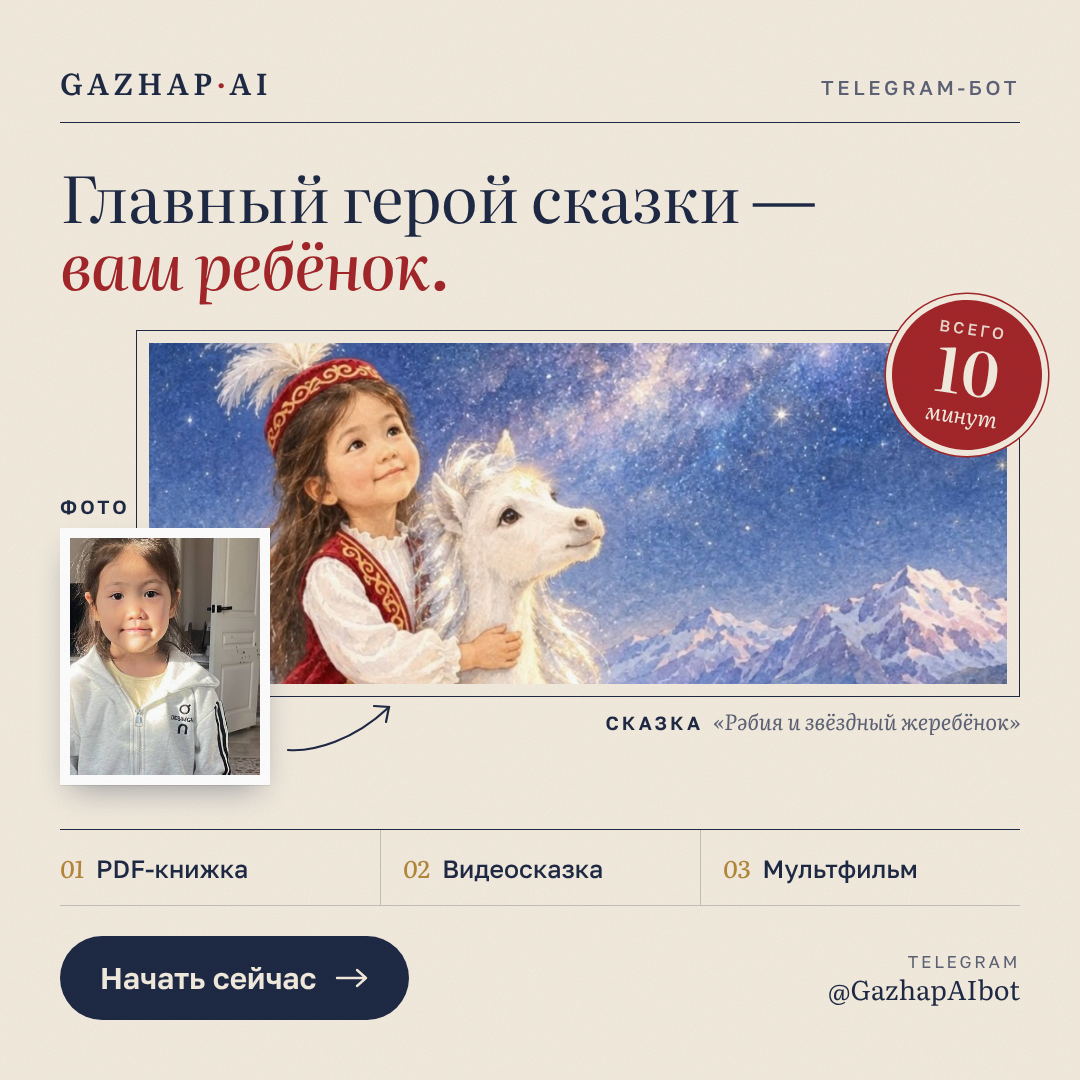 GAZHAP·AI
TELEGRAM-БОТ
Главный герой сказки —
ваш ребёнок.
ВСЕГО
10
минут
ФОТО
DESIGN
СКАЗКА «Рәбия и звёздный жеребёнок»
01 PDF-книжка
02 Видеосказка
03 Мультфильм
Начать сейчас →
TELEGRAM
@GazhapAIbot